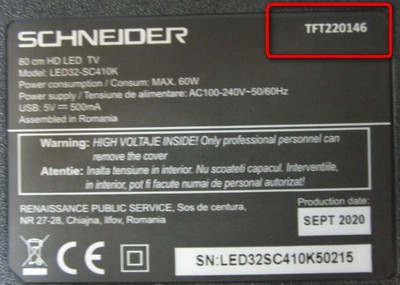 TFT220146
SCHNEIDER
80 cm HD LED TV
Model: LED32-SC410K
Power consumption / Consum: MAX. 60W
Power supply / Tensiune de alimentare: AC100-240V~50/60Hz
USB: 5V⎓500mA
Assembled in Romania
Warning: HIGH VOLTAJE INSIDE! Only professional personnel can
remove the cover
Atentie: Inalta tensiune in interior. Nu scoateti capacul. Interventiile,
in interior, pot fi facute numai de personal autorizat!
RENAISSANCE PUBLIC SERVICE, Sos de centura,
NR 27-28, Chiajna, Ilfov, Romania
Production date:
SEPT 2020
CE
SN:LED32SC410K50215